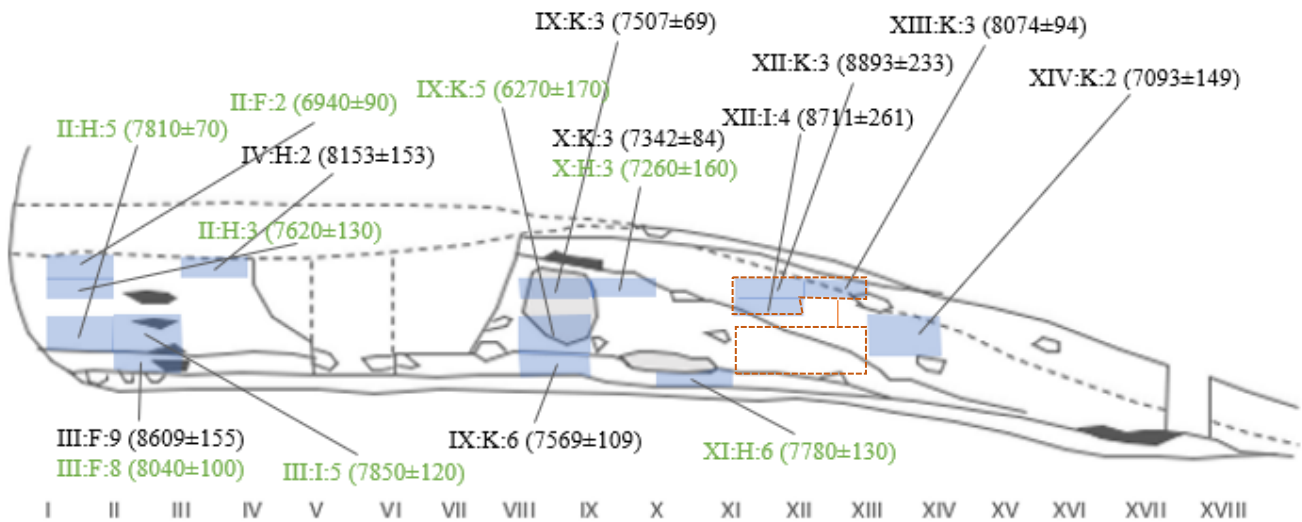 IX:K:3 (7507±69)
XIII:K:3 (8074±94)
XII:K:3 (8893±233)
XIV:K:2 (7093±149)
IX:K:5 (6270±170)
II:F:2 (6940±90)
XII:I:4 (8711±261)
II:H:5 (7810±70)
X:K:3 (7342±84)
IV:H:2 (8153±153)
X:H:3 (7260±160)
II:H:3 (7620±130)
III:F:9 (8609±155)
IX:K:6 (7569±109)
XI:H:6 (7780±130)
III:F:8 (8040±100)
III:I:5 (7850±120)
I II III IV V VI VII VIII IX X XI XII XIII XIV XV XVI XVII XVIII